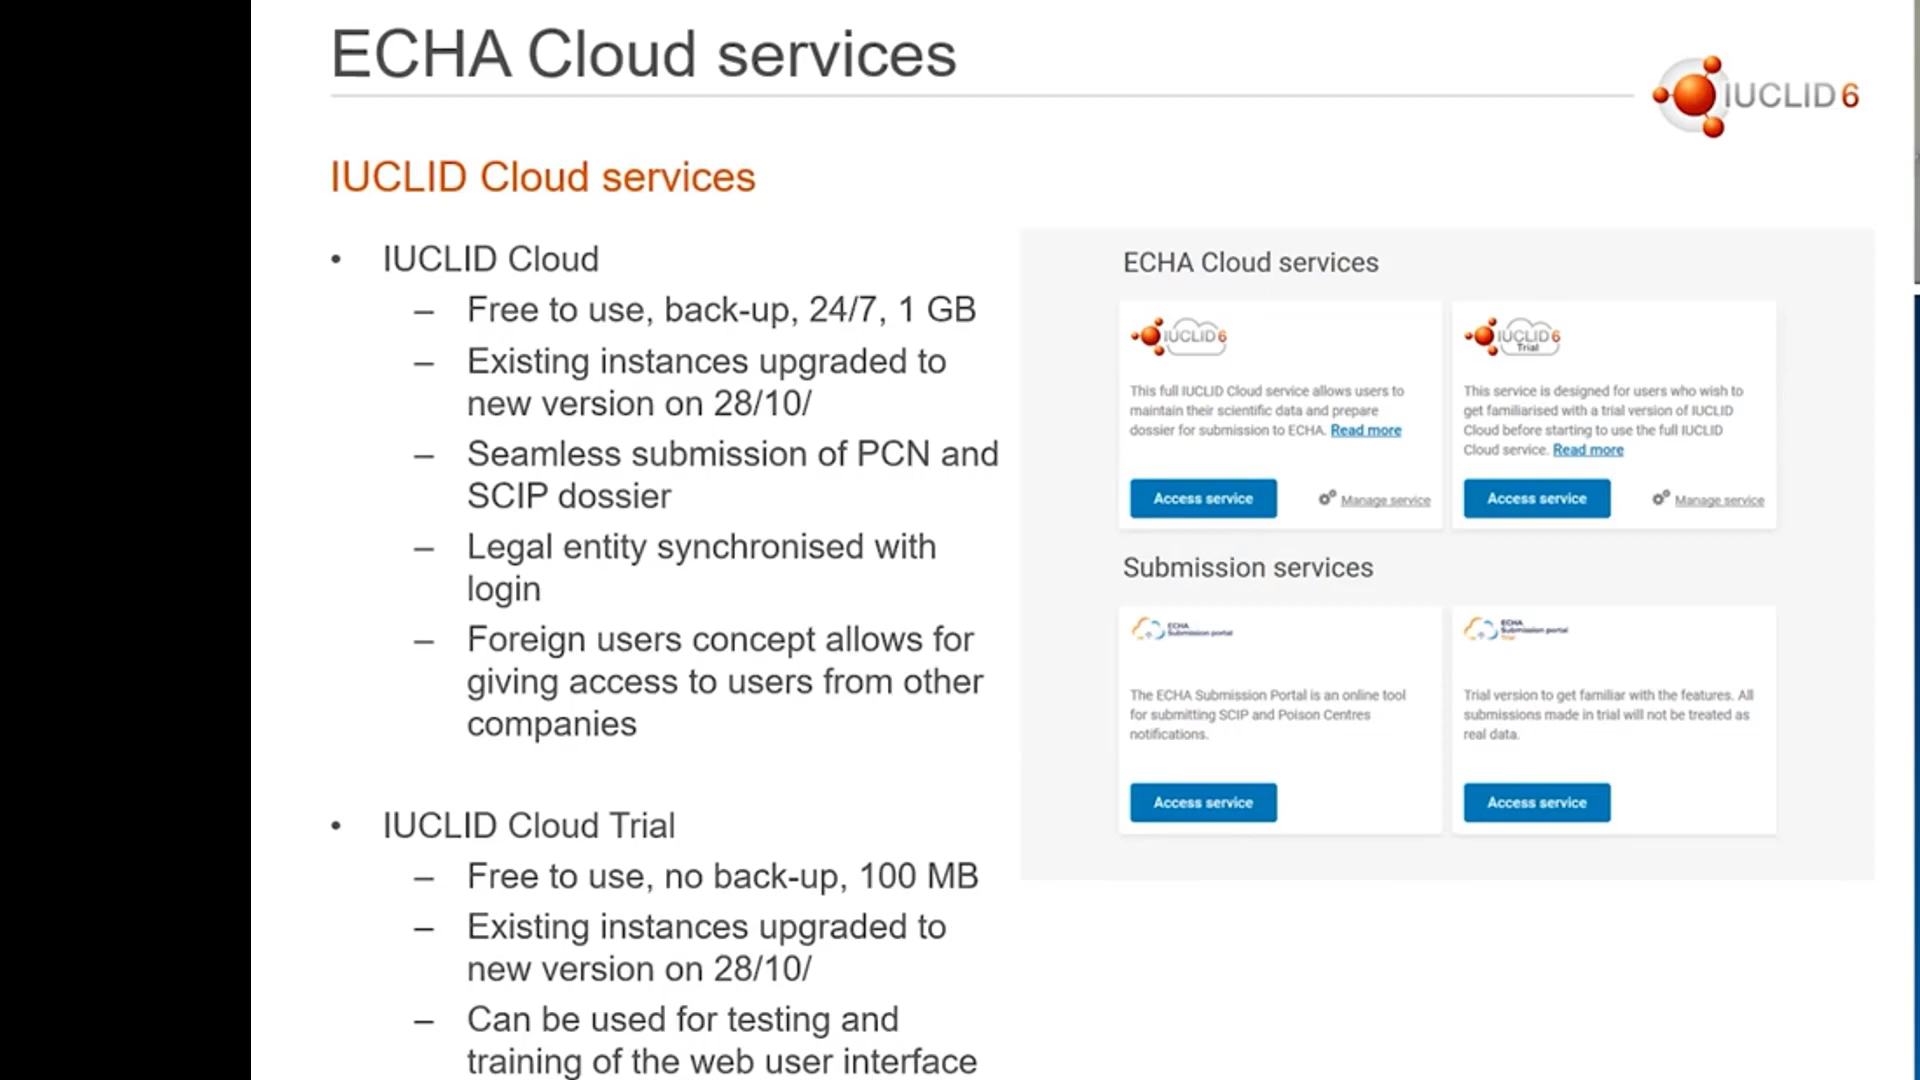 ECHA Cloud services
IUCLID 6
IUCLID Cloud services
• IUCLID Cloud
– Free to use, back-up, 24/7, 1 GB
– Existing instances upgraded to
new version on 28/10/
– Seamless submission of PCN and
SCIP dossier
– Legal entity synchronised with
login
– Foreign users concept allows for
giving access to users from other
companies
• IUCLID Cloud Trial
– Free to use, no back-up, 100 MB
– Existing instances upgraded to
new version on 28/10/
– Can be used for testing and
training of the web user interface
ECHA Cloud services
IUCLID 6
This full IUCLID Cloud service allows users to
maintain their scientific data and prepare
dossier for submission to ECHA. Read more
Access service
Manage service
IUCLID 6
Trial
This service is designed for users who wish to
get familiarised with a trial version of IUCLID
Cloud before starting to use the full IUCLID
Cloud service. Read more
Access service
Manage service
Submission services
ECHA
Submission portal
The ECHA Submission Portal is an online tool
for submitting SCIP and Poison Centres
notifications.
Access service
ECHA
Submission portal
Trial
Trial version to get familiar with the features. All
submissions made in trial will not be treated as
real data.
Access service